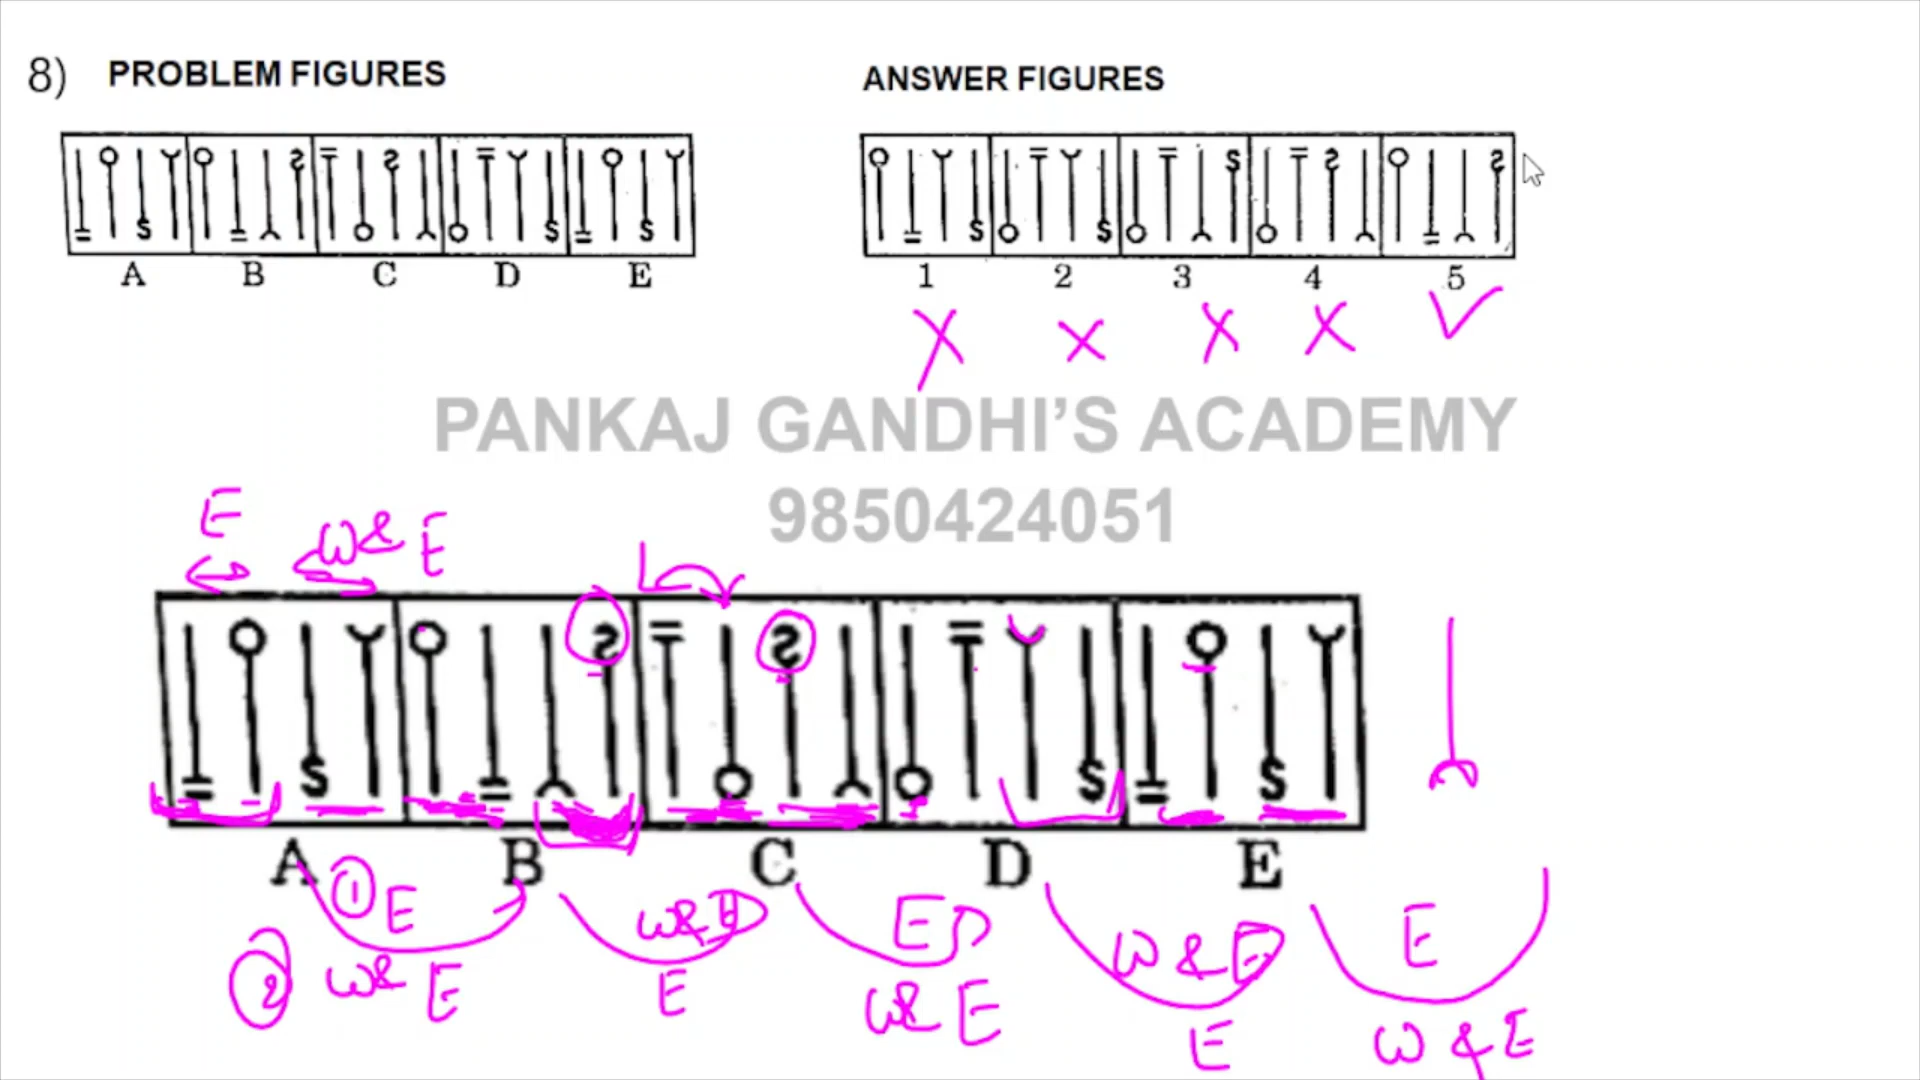 8) PROBLEM FIGURES ANSWER FIGURES
A B C D E 1 2 3 4 5
X X X X ✓
PANKAJ GANDHI'S ACADEMY
9850424051
E W& E
A B C D E
① E W& E E W & E E
② W& E E W& E E W & E